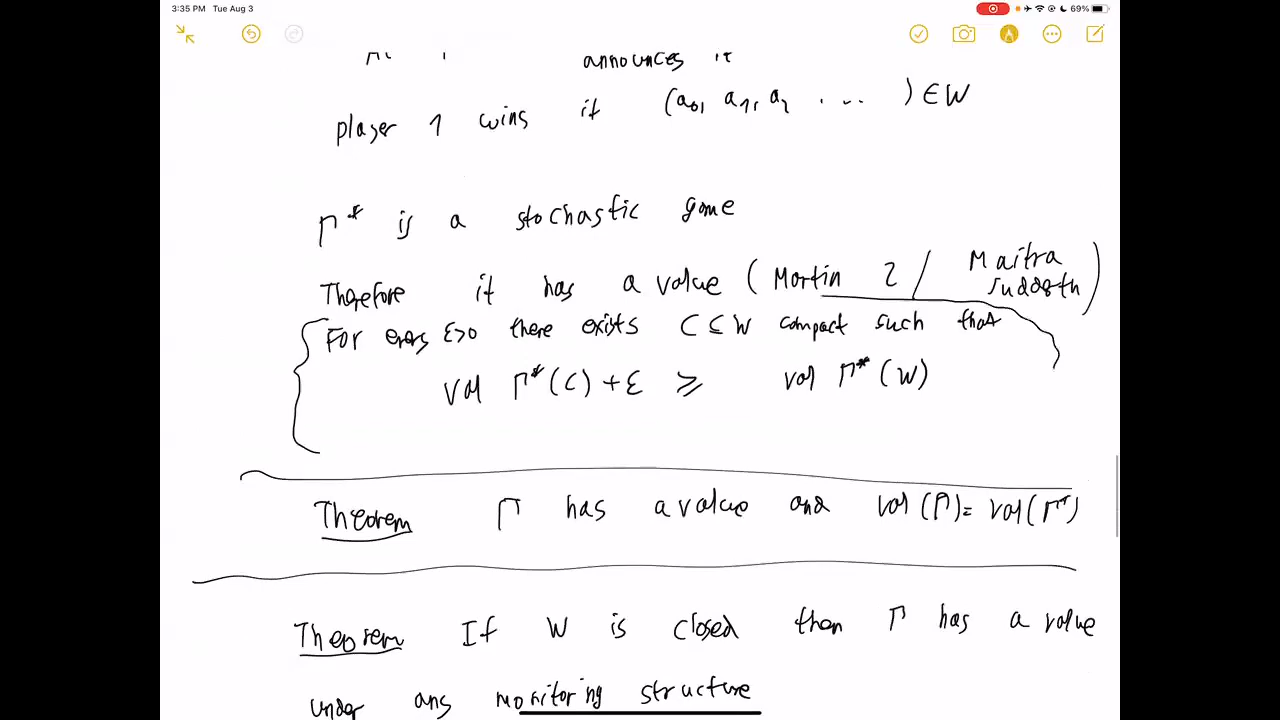 3:35 PM Tue Aug 3
69%
announces it
player 1 wins if (a₀, a₁, a₂ .... ) ∈ W
Γ* is a stochastic game
Therefore it has a value ( Martin 2 / Maitra Sudderth )
For every ε>0 there exists C ⊆ W compact such that
val Γ*(C) + ε ≥ val Γ*(W)
Theorem Γ has a value and val(Γ) = val(Γ*)
Theorem If W is closed then Γ has a value
under any monitoring structure